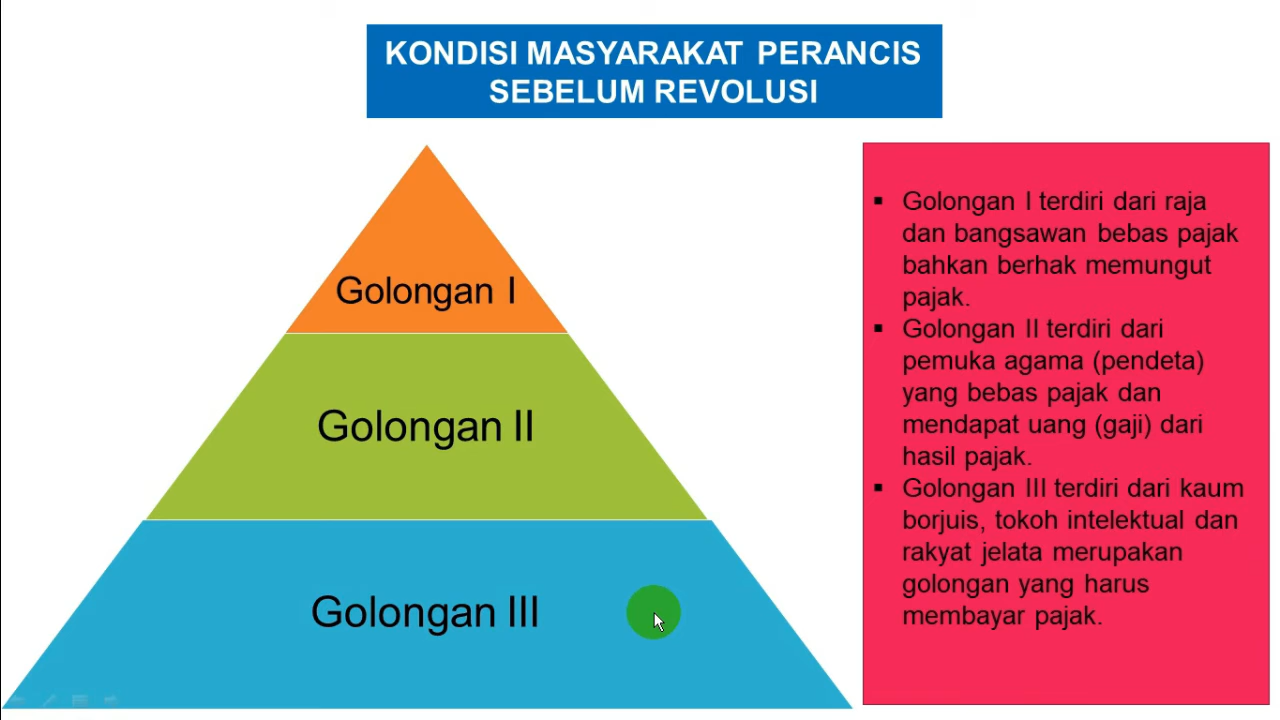 KONDISI MASYARAKAT PERANCIS
SEBELUM REVOLUSI
Golongan I
Golongan II
Golongan III
▪ Golongan I terdiri dari raja
dan bangsawan bebas pajak
bahkan berhak memungut
pajak.
▪ Golongan II terdiri dari
pemuka agama (pendeta)
yang bebas pajak dan
mendapat uang (gaji) dari
hasil pajak.
▪ Golongan III terdiri dari kaum
borjuis, tokoh intelektual dan
rakyat jelata merupakan
golongan yang harus
membayar pajak.